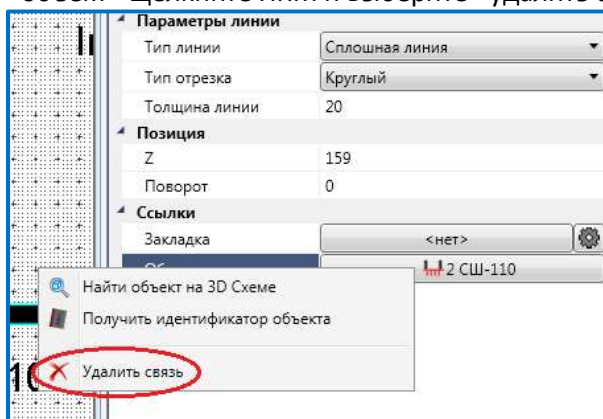 Параметры линии
Тип линии Сплошная линия
Тип отрезка Круглый
Толщина линии 20
Позиция
Z 159
Поворот 0
Ссылки
Закладка <нет>
2 СШ-110
Найти объект на 3D Схеме
Получить идентификатор объекта
Удалить связь